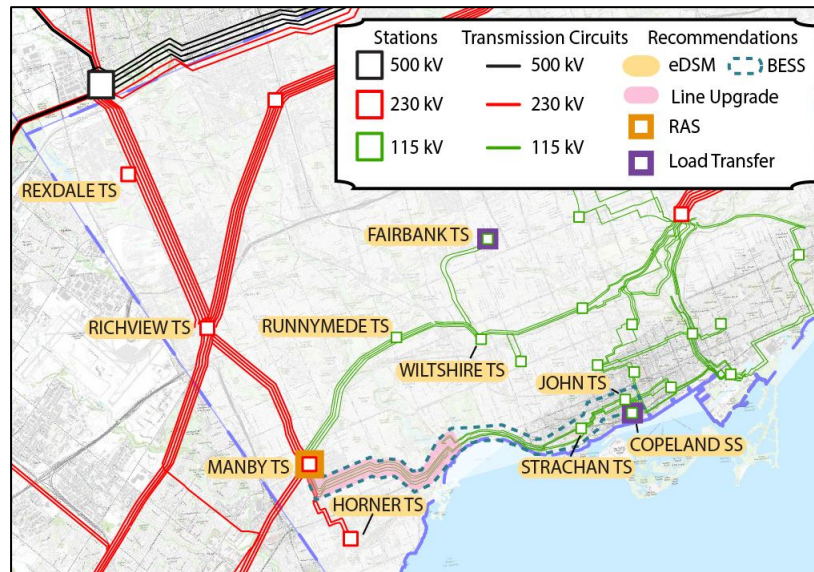 Stations Transmission Circuits Recommendations
500 kV 500 kV eDSM BESS
230 kV 230 kV Line Upgrade
RAS
115 kV 115 kV Load Transfer
REXDALE TS
FAIRBANK TS
RICHVIEW TS
RUNNYMEDE TS
WILTSHIRE TS
JOHN TS
COPELAND SS
MANBY TS
STRACHAN TS
HORNER TS